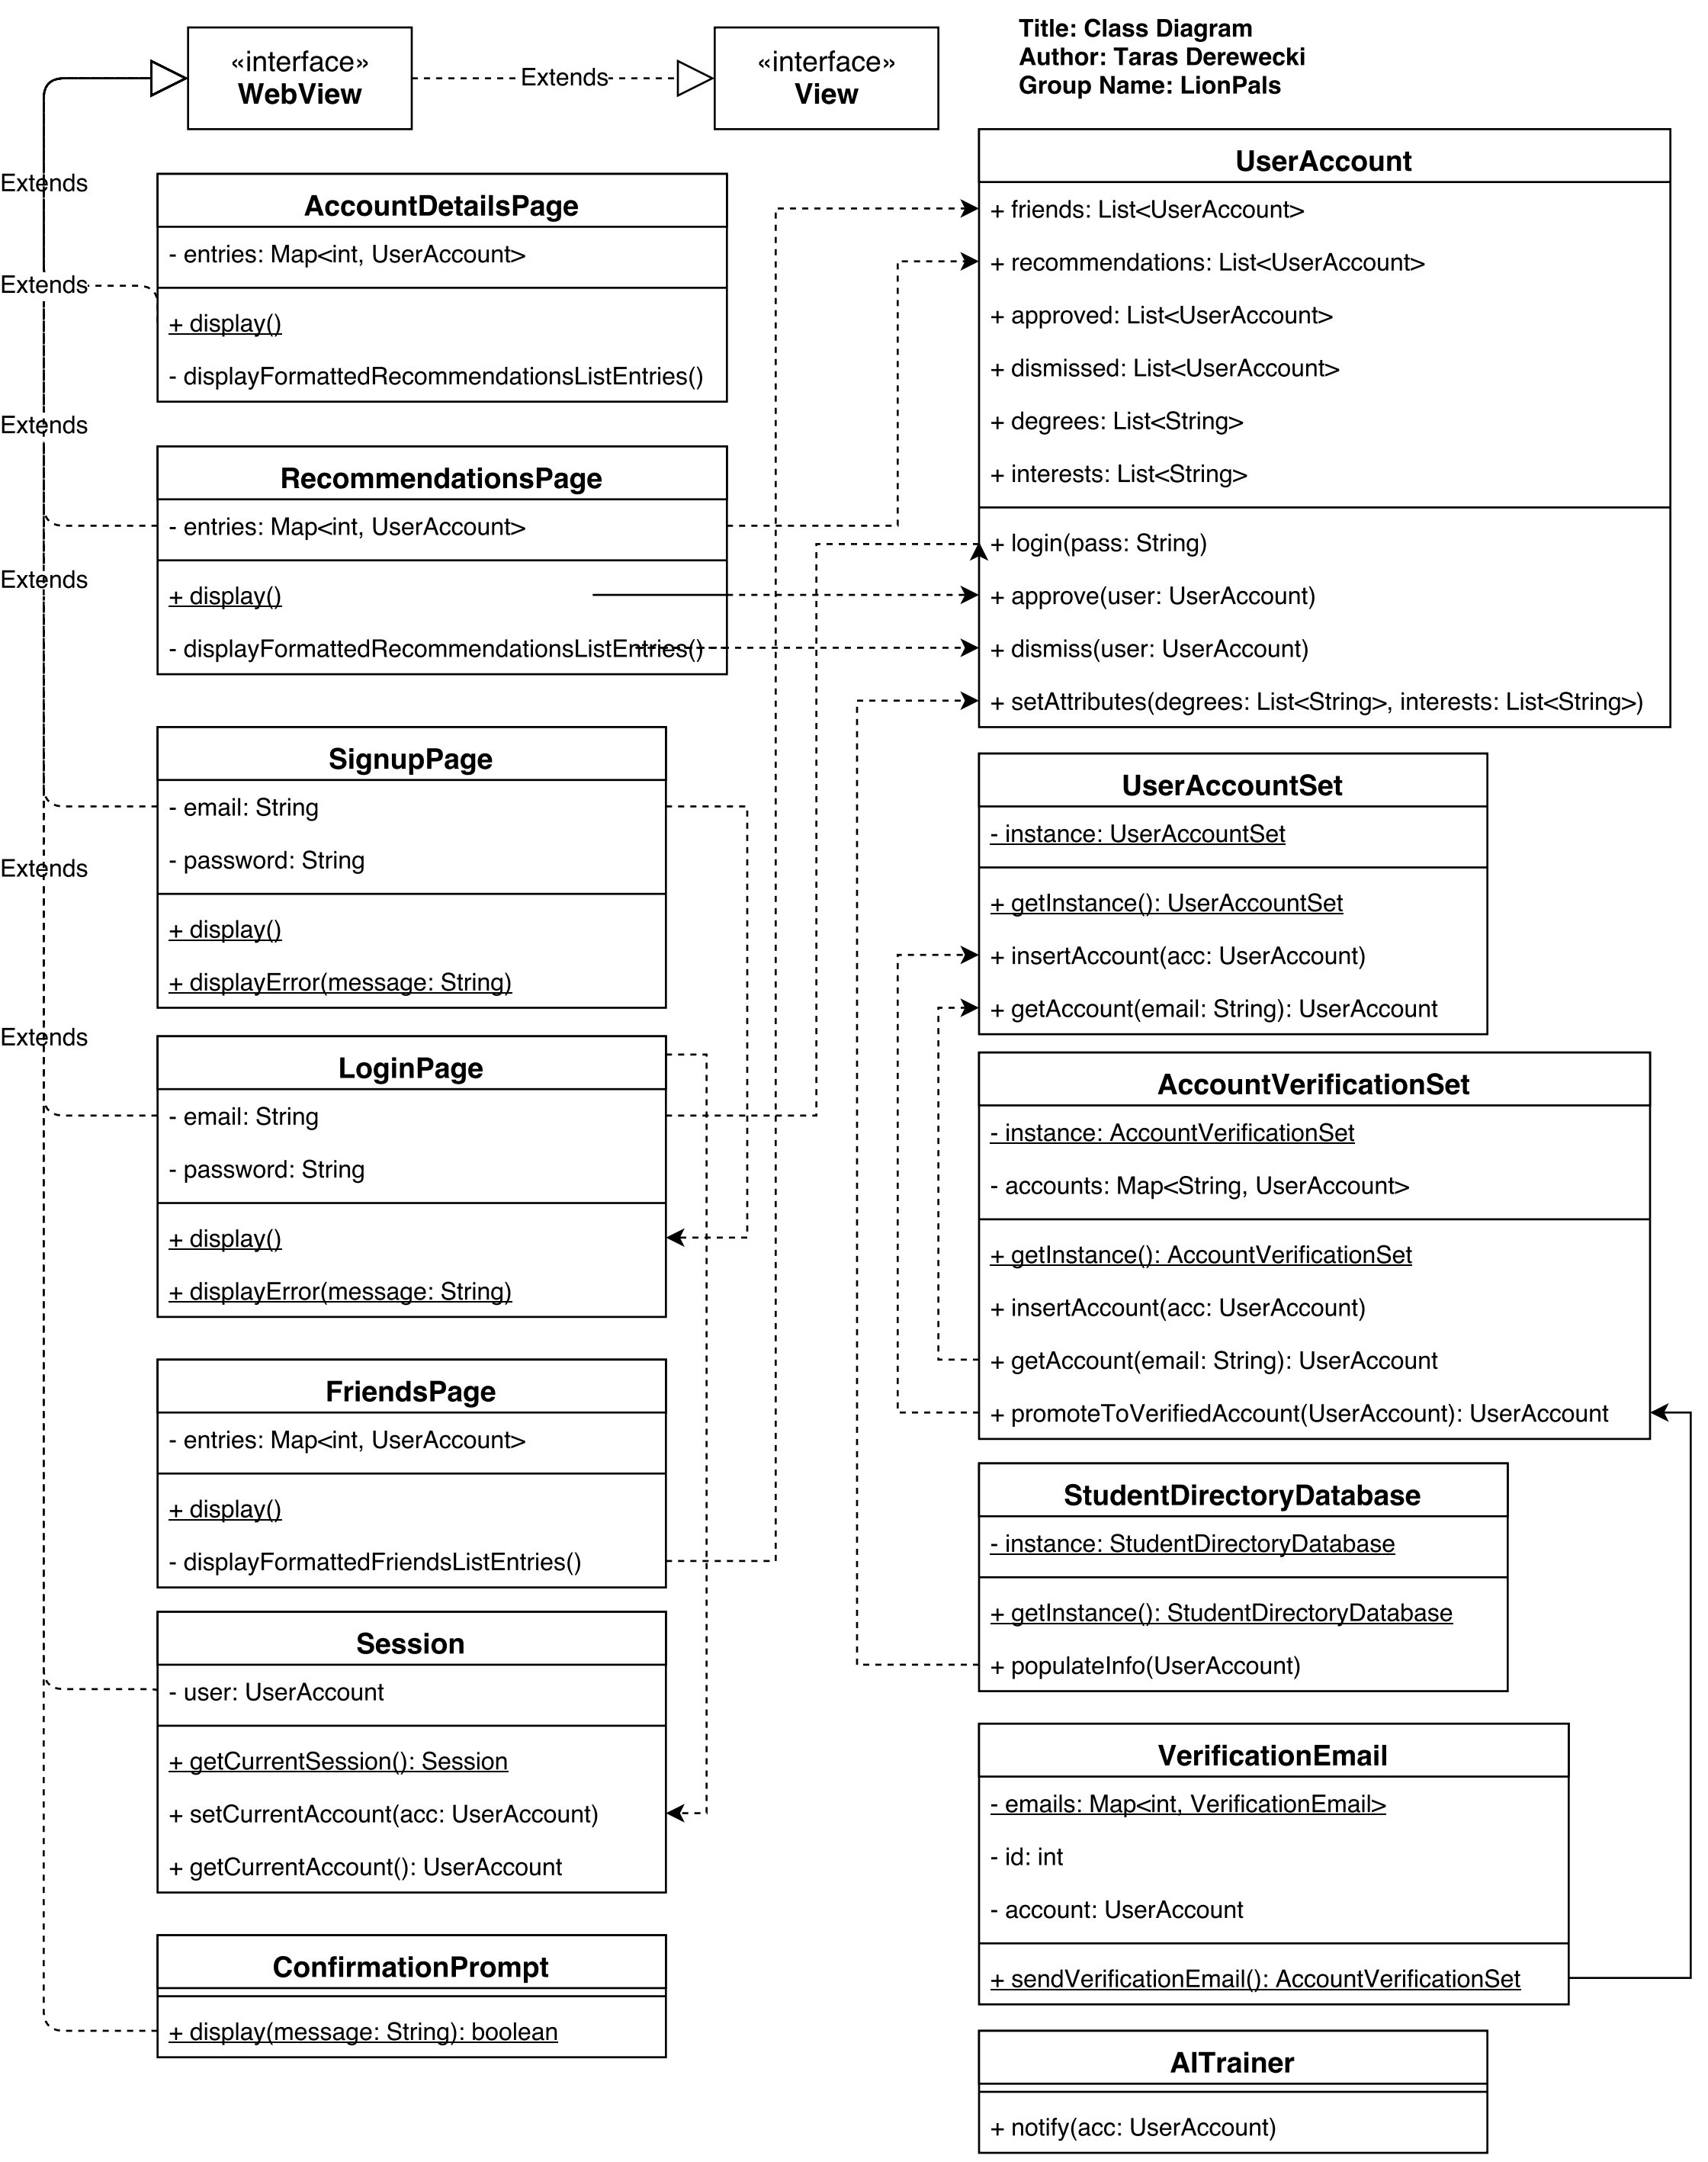 Title: Class Diagram
Author: Taras Derewecki
Group Name: LionPals
«interface»
WebView
Extends
«interface»
View
Extends
Extends
Extends
Extends
Extends
Extends
AccountDetailsPage
- entries: Map<int, UserAccount>
+ display()
- displayFormattedRecommendationsListEntries()
RecommendationsPage
- entries: Map<int, UserAccount>
+ display()
- displayFormattedRecommendationsListEntries()
SignupPage
- email: String
- password: String
+ display()
+ displayError(message: String)
LoginPage
- email: String
- password: String
+ display()
+ displayError(message: String)
FriendsPage
- entries: Map<int, UserAccount>
+ display()
- displayFormattedFriendsListEntries()
Session
- user: UserAccount
+ getCurrentSession(): Session
+ setCurrentAccount(acc: UserAccount)
+ getCurrentAccount(): UserAccount
ConfirmationPrompt
+ display(message: String): boolean
UserAccount
+ friends: List<UserAccount>
+ recommendations: List<UserAccount>
+ approved: List<UserAccount>
+ dismissed: List<UserAccount>
+ degrees: List<String>
+ interests: List<String>
+ login(pass: String)
+ approve(user: UserAccount)
+ dismiss(user: UserAccount)
+ setAttributes(degrees: List<String>, interests: List<String>)
UserAccountSet
- instance: UserAccountSet
+ getInstance(): UserAccountSet
+ insertAccount(acc: UserAccount)
+ getAccount(email: String): UserAccount
AccountVerificationSet
- instance: AccountVerificationSet
- accounts: Map<String, UserAccount>
+ getInstance(): AccountVerificationSet
+ insertAccount(acc: UserAccount)
+ getAccount(email: String): UserAccount
+ promoteToVerifiedAccount(UserAccount): UserAccount
StudentDirectoryDatabase
- instance: StudentDirectoryDatabase
+ getInstance(): StudentDirectoryDatabase
+ populateInfo(UserAccount)
VerificationEmail
- emails: Map<int, VerificationEmail>
- id: int
- account: UserAccount
+ sendVerificationEmail(): AccountVerificationSet
AITrainer
+ notify(acc: UserAccount)